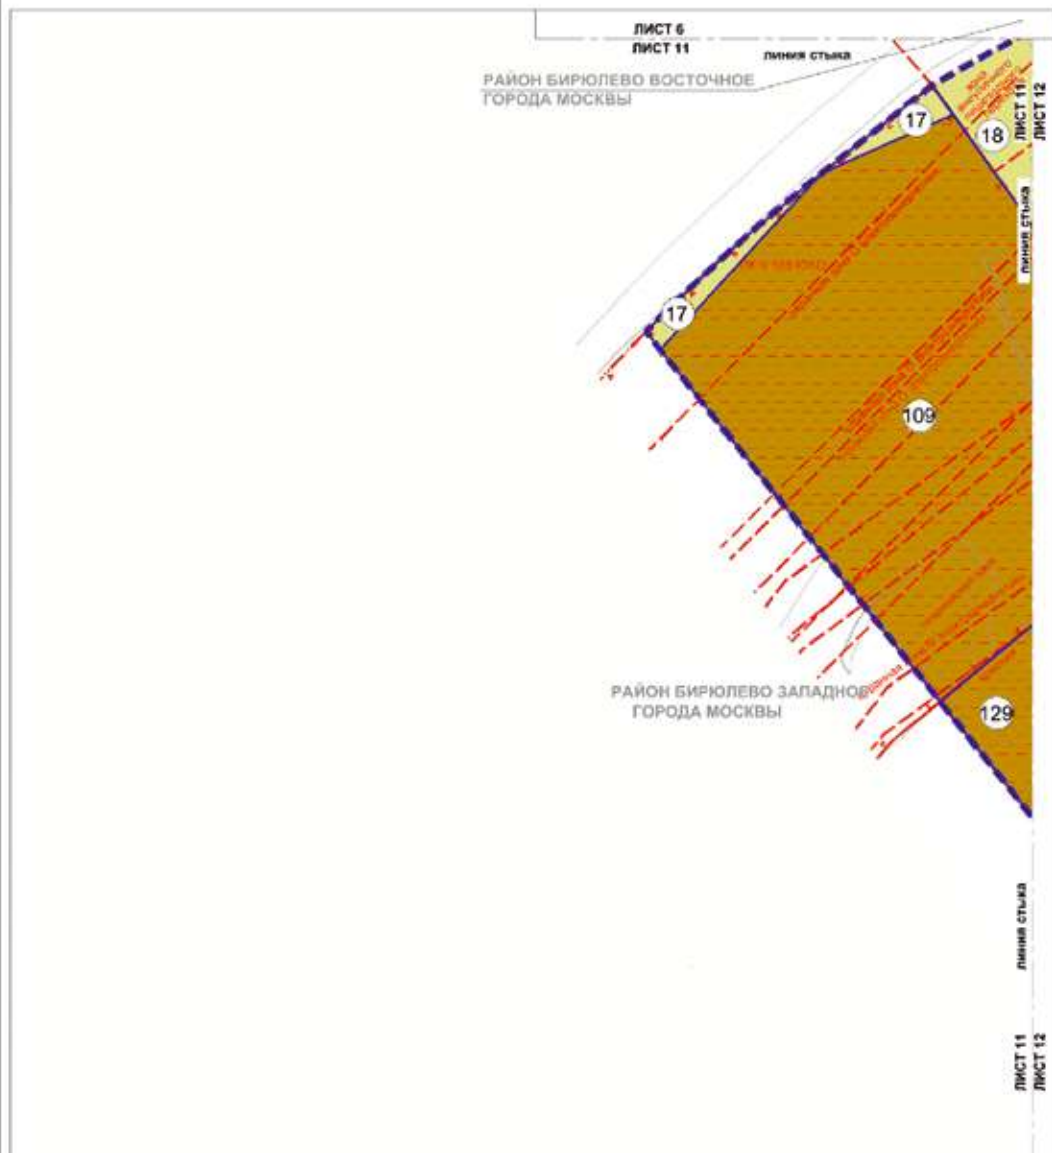 ЛИСТ 6
ЛИСТ 11
линия стыка
РАЙОН БИРЮЛЕВО ВОСТОЧНОЕ
ГОРОДА МОСКВЫ
ЛИСТ 11
ЛИСТ 12
17
18
линия стыка
17
109
РАЙОН БИРЮЛЕВО ЗАПАДНОЕ
ГОРОДА МОСКВЫ
129
линия стыка
ЛИСТ 11
ЛИСТ 12